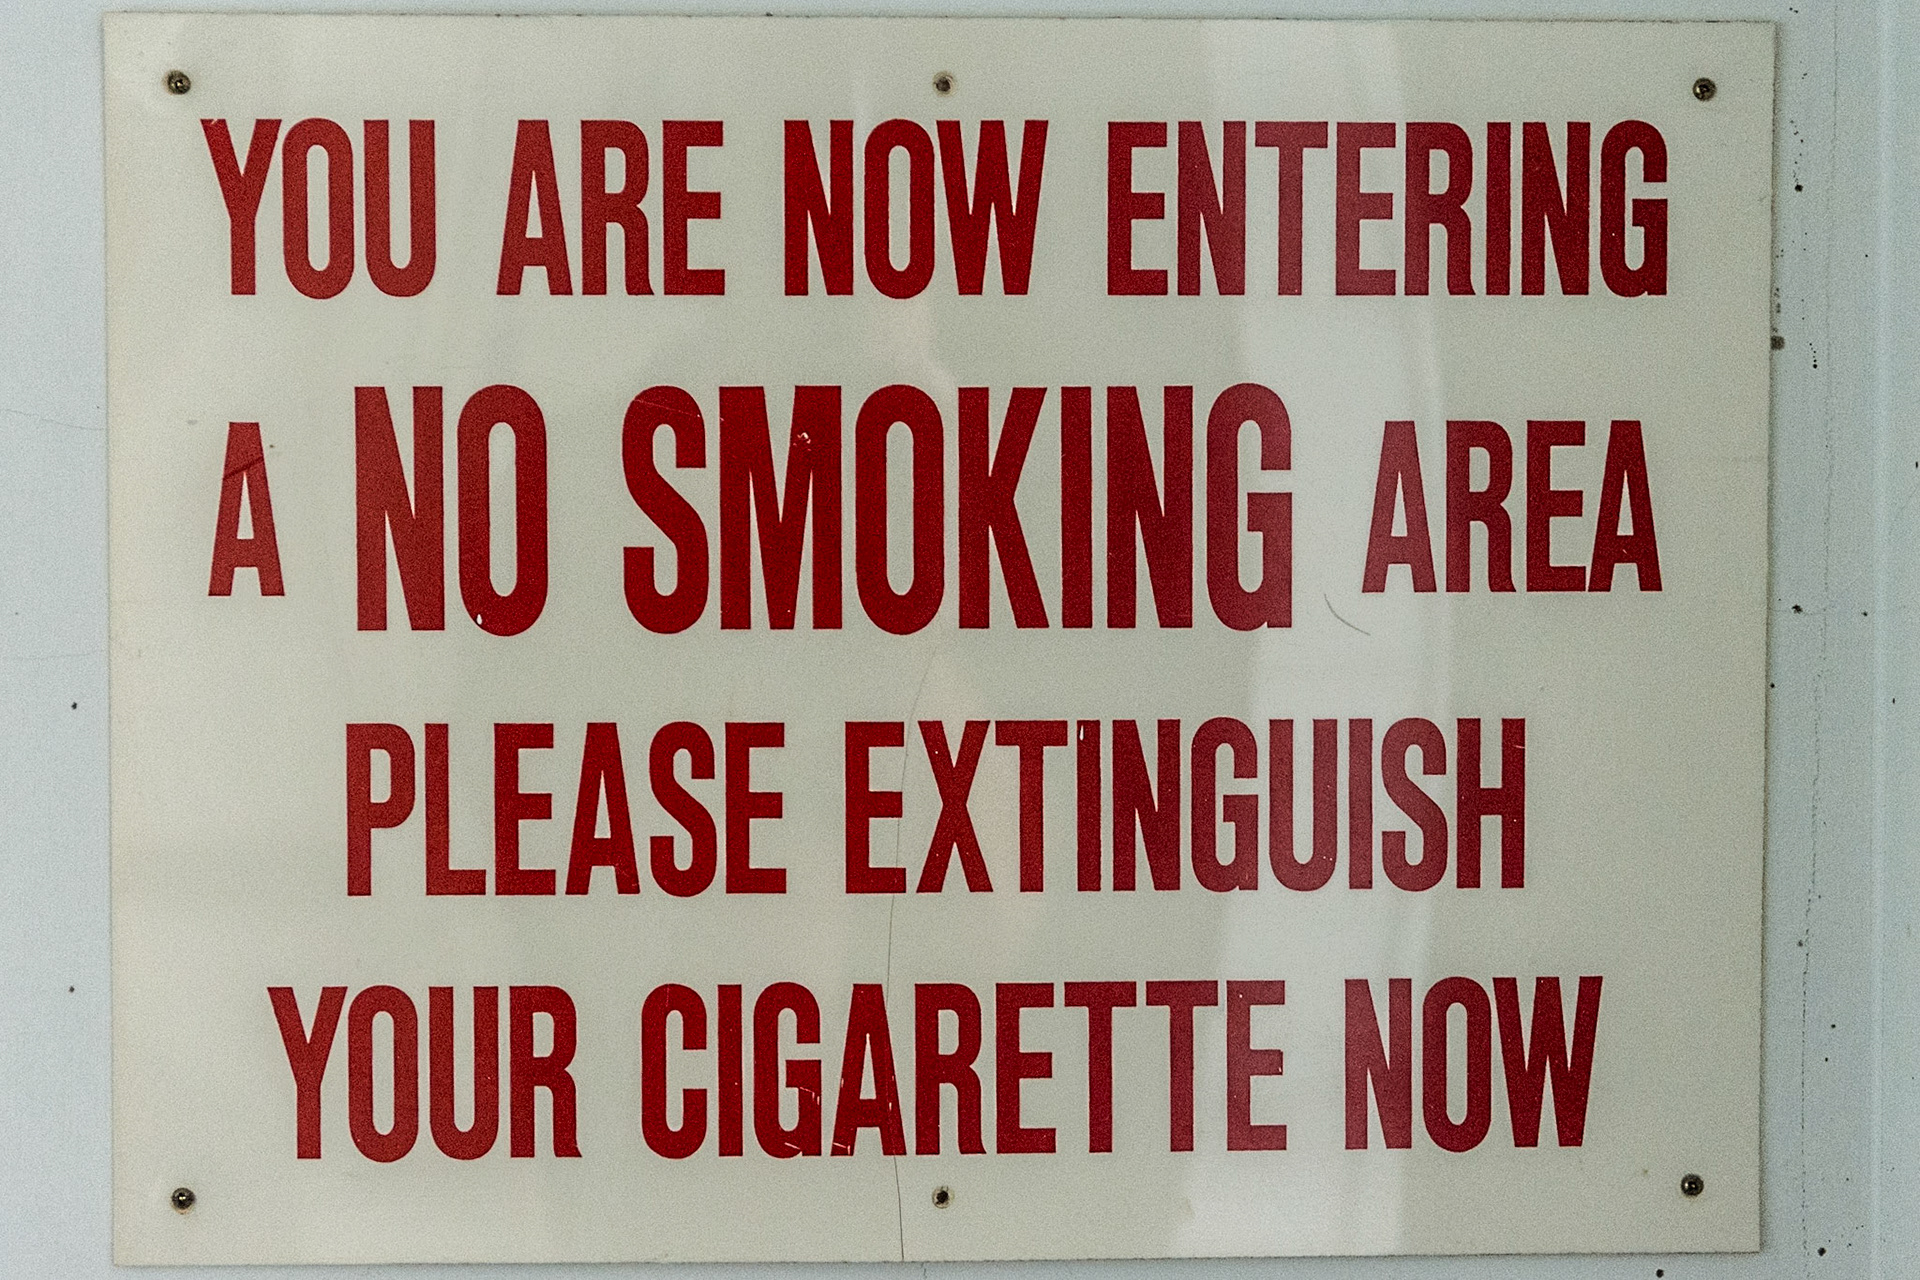 YOU ARE NOW ENTERING
A NO SMOKING AREA
PLEASE EXTINGUISH
YOUR CIGARETTE NOW